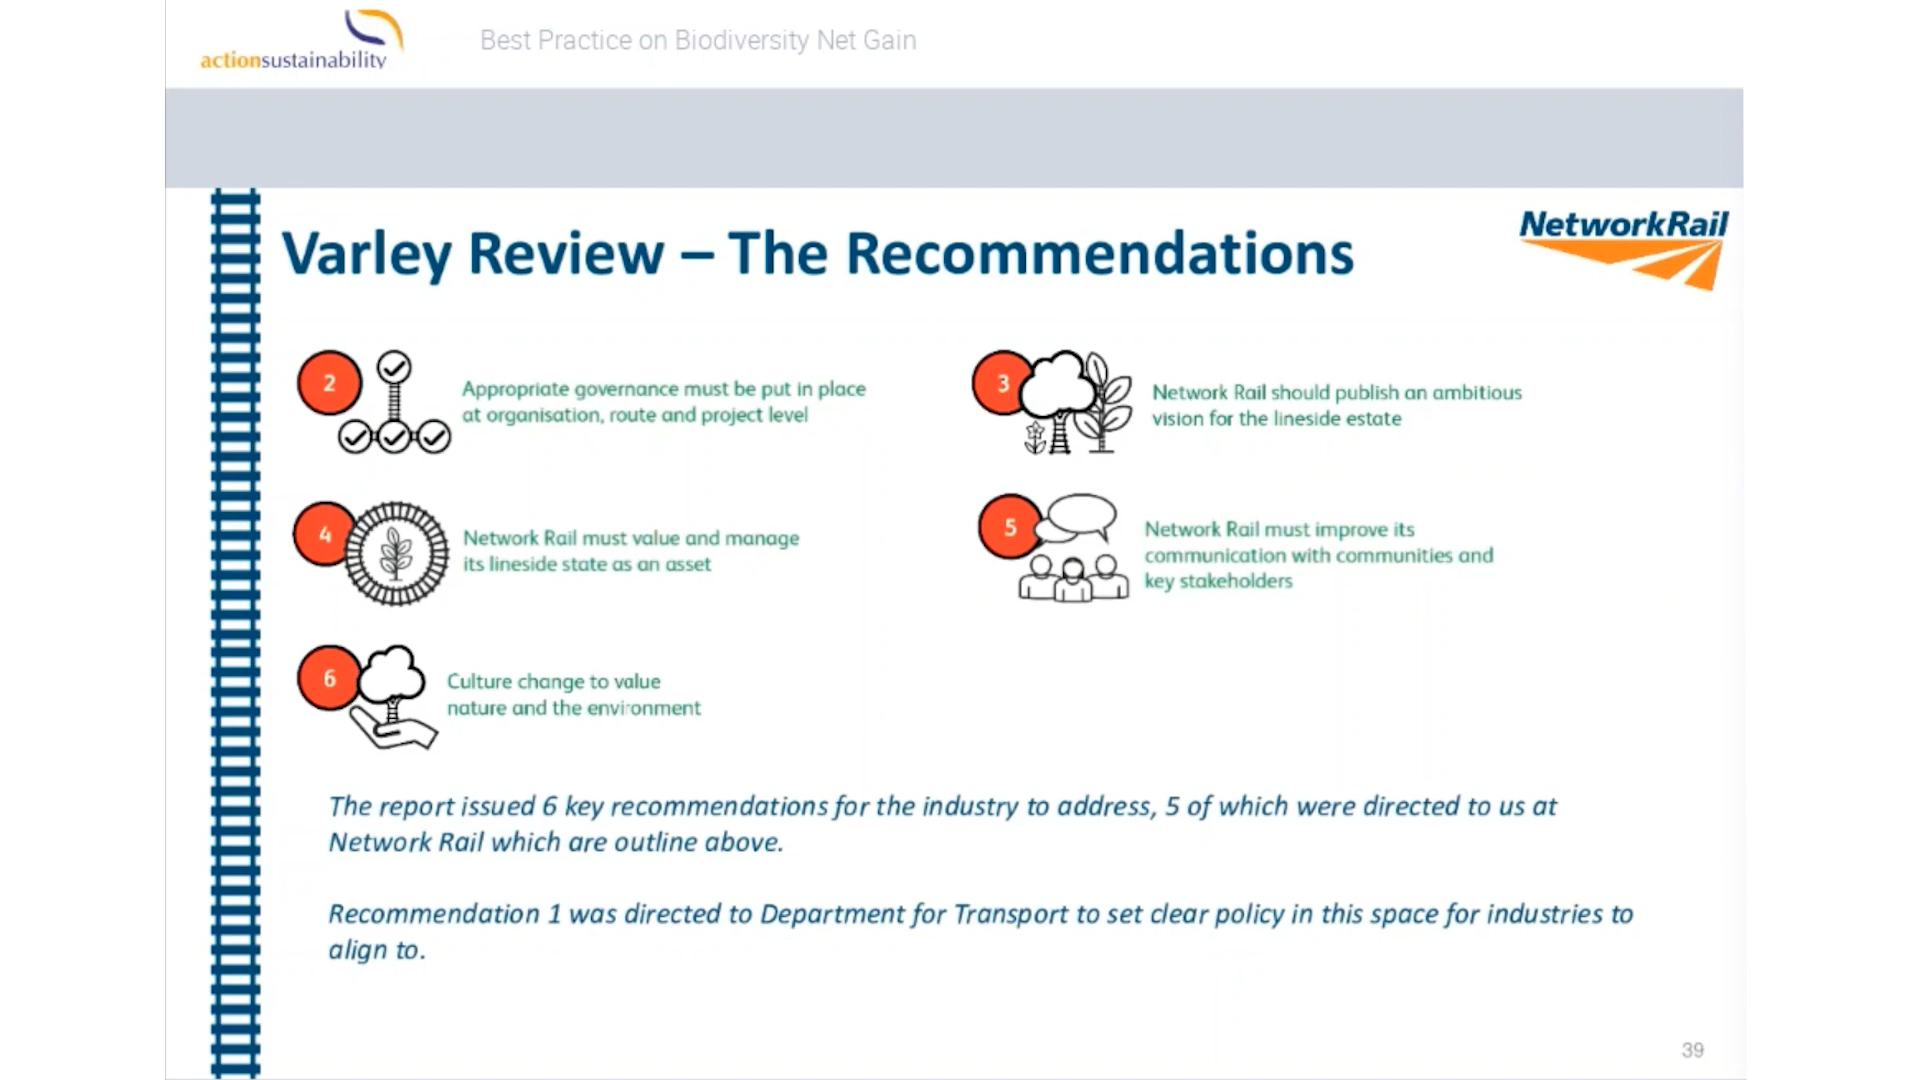 actionsustainability
Best Practice on Biodiversity Net Gain
NetworkRail
Varley Review – The Recommendations
2
Appropriate governance must be put in place
at organisation, route and project level
3
Network Rail should publish an ambitious
vision for the lineside estate
4
Network Rail must value and manage
its lineside state as an asset
5
Network Rail must improve its
communication with communities and
key stakeholders
6
Culture change to value
nature and the environment
The report issued 6 key recommendations for the industry to address, 5 of which were directed to us at
Network Rail which are outline above.
Recommendation 1 was directed to Department for Transport to set clear policy in this space for industries to
align to.
39